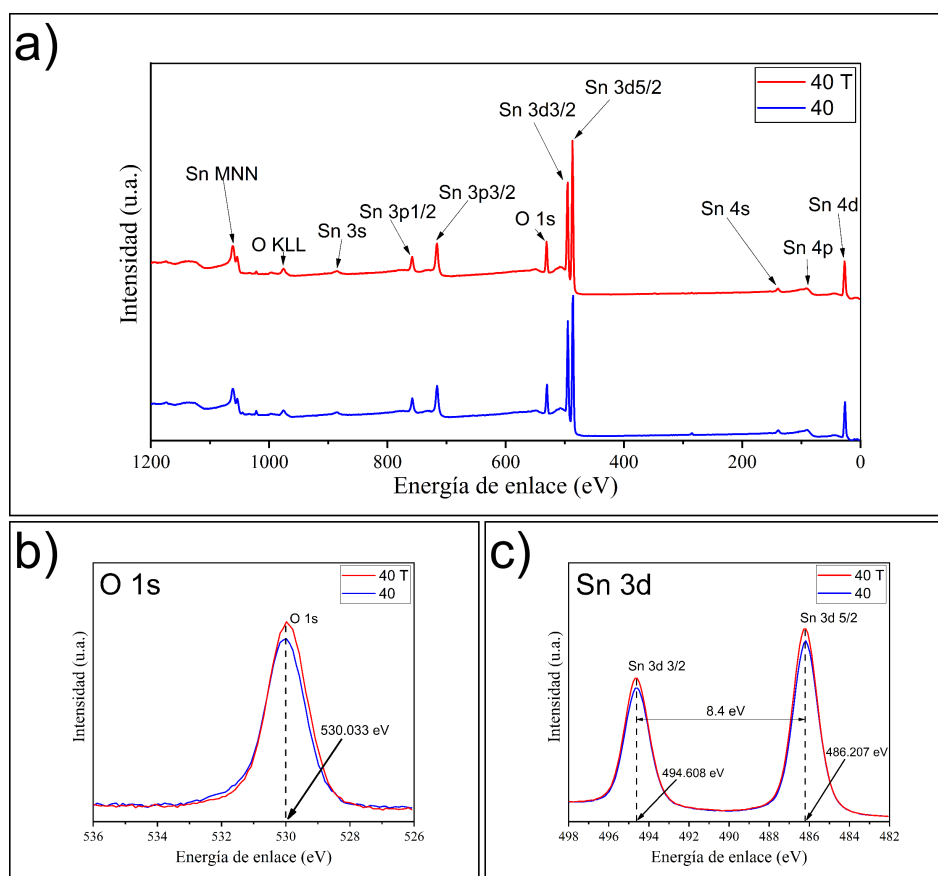 a)
40 T
40
Sn 3d5/2
Sn 3d3/2
Sn MNN
Sn 3p3/2
Sn 3p1/2
O 1s
Sn 4s
Sn 4d
Sn 3s
O KLL
Sn 4p
Intensidad (u.a.)
1200 1000 800 600 400 200 0
Energía de enlace (eV)
b)
O 1s
40 T
40
O 1s
530.033 eV
Intensidad (u.a.)
536 534 532 530 528 526
Energía de enlace (eV)
c)
Sn 3d
40 T
40
Sn 3d 5/2
Sn 3d 3/2
8.4 eV
486.207 eV
494.608 eV
Intensidad (u.a.)
498 496 494 492 490 488 486 484 482
Energía de enlace (eV)